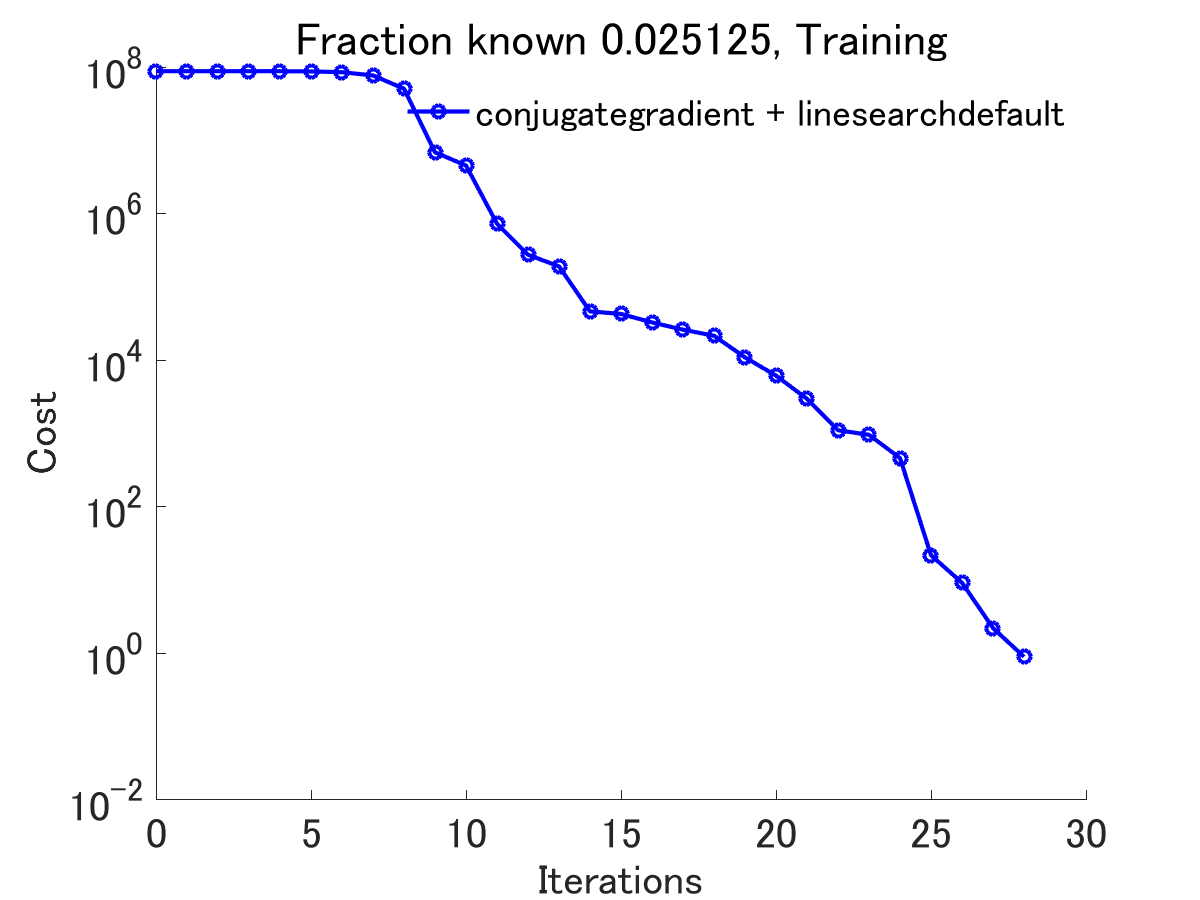 Fraction known 0.025125, Training
conjugategradient + linesearchdefault
Cost
10^8
10^6
10^4
10^2
10^0
10^-2
0 5 10 15 20 25 30
Iterations